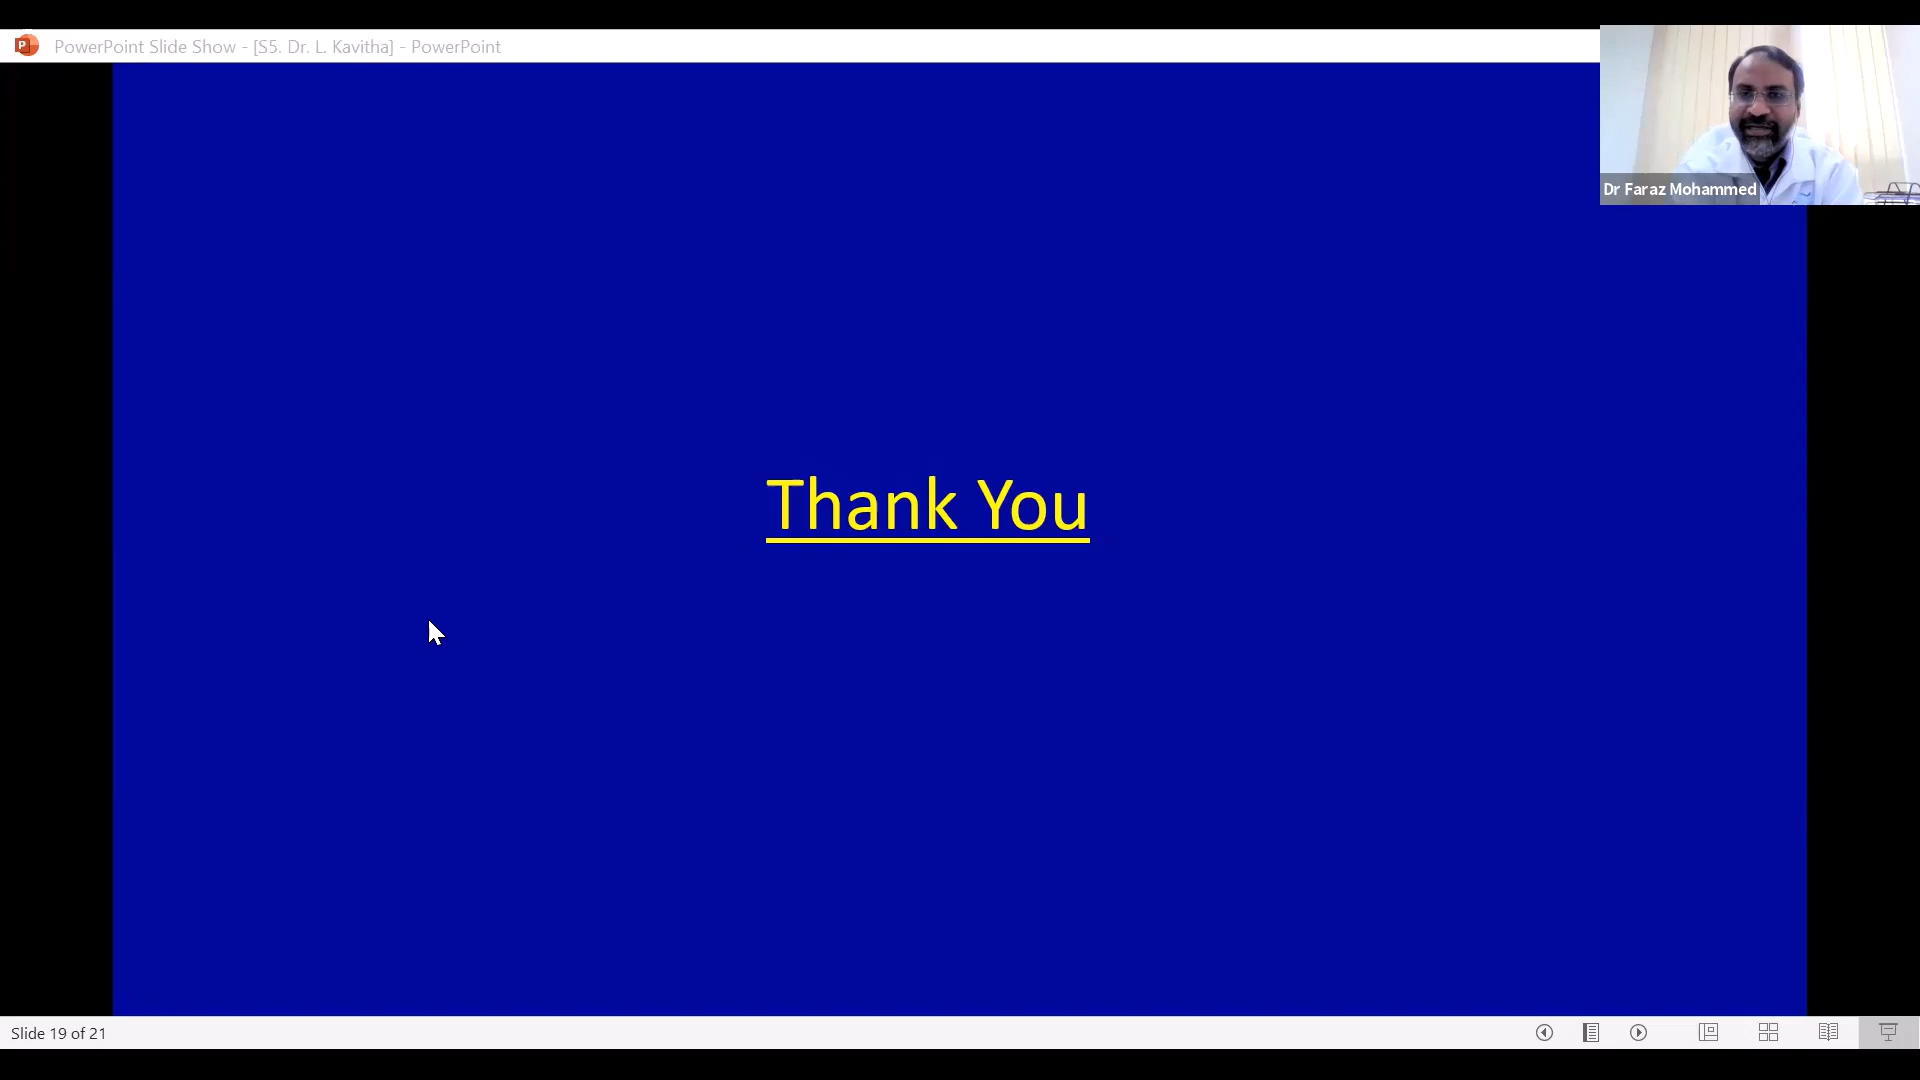 PowerPoint Slide Show - [S5. Dr. L. Kavitha] - PowerPoint
Dr Faraz Mohammed
Thank You
Slide 19 of 21